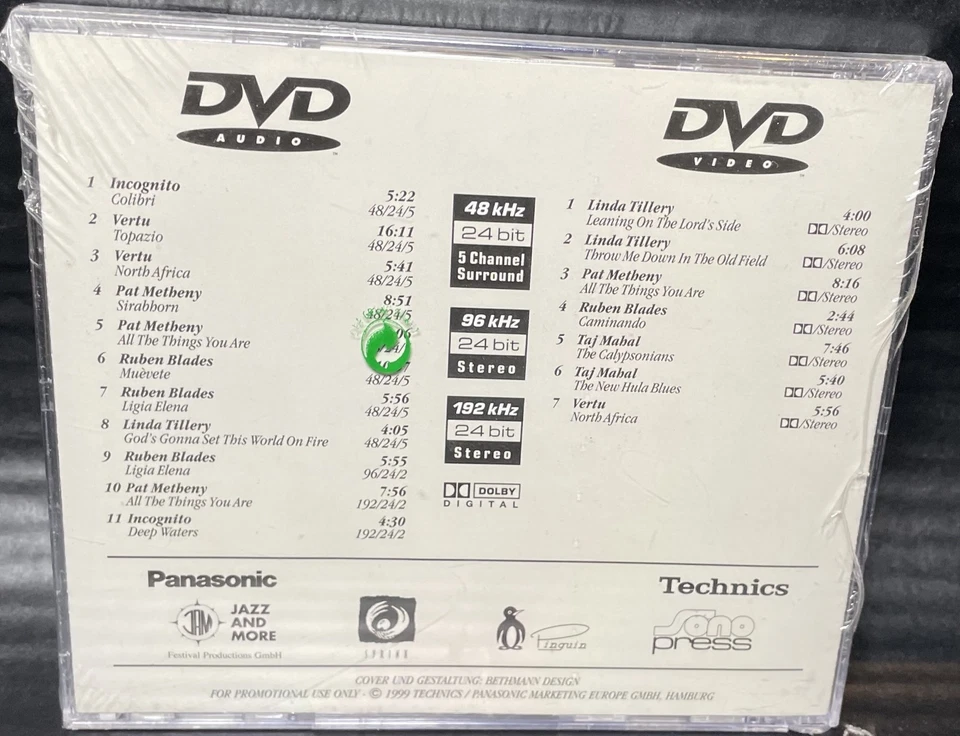 DVD
AUDIO
1 Incognito
Colibri
5:22
48/24/5
2 Vertu
Topazio
16:11
48/24/5
3 Vertu
North Africa
5:41
48/24/5
4 Pat Metheny
Sirabhorn
8:51
48/24/5
5 Pat Metheny
All The Things You Are
6 Ruben Blades
Muèvete
48/24/5
7 Ruben Blades
Ligia Elena
5:56
48/24/5
8 Linda Tillery
God's Gonna Set This World On Fire
4:05
48/24/5
9 Ruben Blades
Ligia Elena
5:55
96/24/2
10 Pat Metheny
All The Things You Are
7:56
192/24/2
11 Incognito
Deep Waters
4:30
192/24/2
48 kHz
24 bit
5 Channel
Surround
96 kHz
24 bit
Stereo
192 kHz
24 bit
Stereo
DOLBY
DIGITAL
DVD
VIDEO
1 Linda Tillery
Leaning On The Lord's Side
4:00
/Stereo
2 Linda Tillery
Throw Me Down In The Old Field
6:08
/Stereo
3 Pat Metheny
All The Things You Are
8:16
/Stereo
4 Ruben Blades
Caminando
2:44
/Stereo
5 Taj Mahal
The Calypsonians
7:46
/Stereo
6 Taj Mahal
The New Hula Blues
5:40
/Stereo
7 Vertu
North Africa
5:56
/Stereo
Panasonic
Technics
JAM
JAZZ
AND
MORE
Festival Productions GmbH
Pinguin
Sono
press
COVER UND GESTALTUNG: BETHMANN DESIGN
FOR PROMOTIONAL USE ONLY - © 1999 TECHNICS / PANASONIC MARKETING EUROPE GMBH, HAMBURG